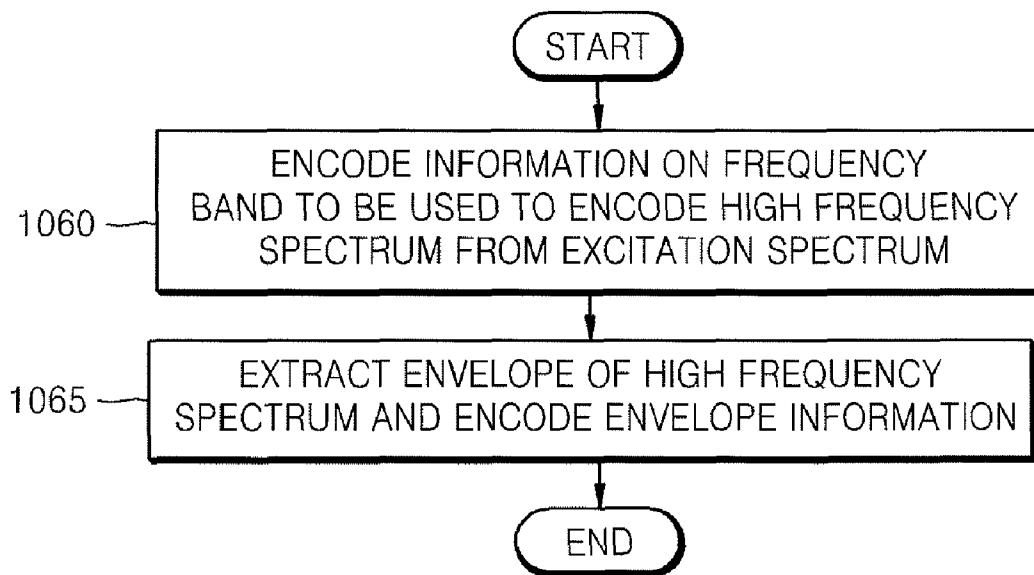 START
1060
ENCODE INFORMATION ON FREQUENCY
BAND TO BE USED TO ENCODE HIGH FREQUENCY
SPECTRUM FROM EXCITATION SPECTRUM
1065
EXTRACT ENVELOPE OF HIGH FREQUENCY
SPECTRUM AND ENCODE ENVELOPE INFORMATION
END